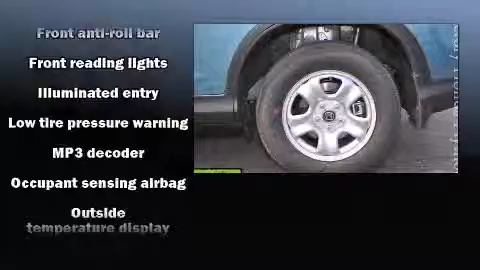 Front anti-roll bar
Front reading lights
Illuminated entry
Low tire pressure warning
MP3 decoder
Occupant sensing airbag
Outside
temperature display